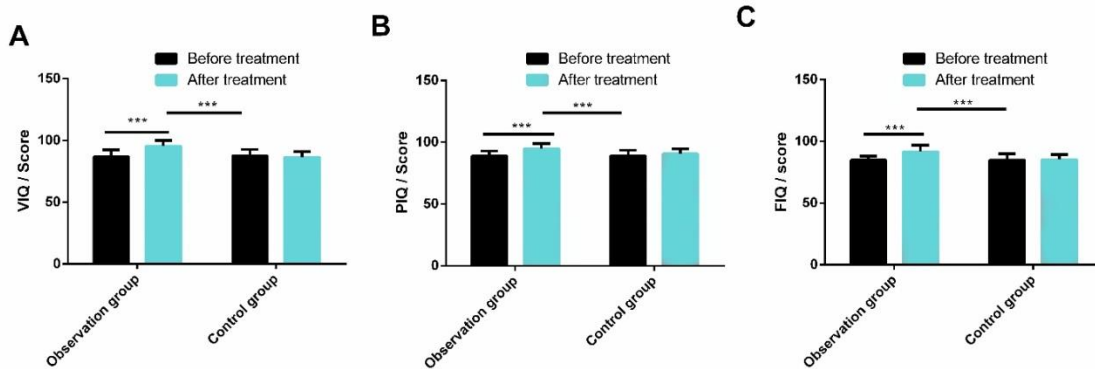 A
Before treatment
After treatment
150
100
50
0
VIQ / Score
***
***
Observation group
Control group
B
Before treatment
After treatment
150
100
50
0
PIQ / Score
***
***
Observation group
Control group
C
Before treatment
After treatment
150
100
50
0
FIQ / score
***
***
Observation group
Control group